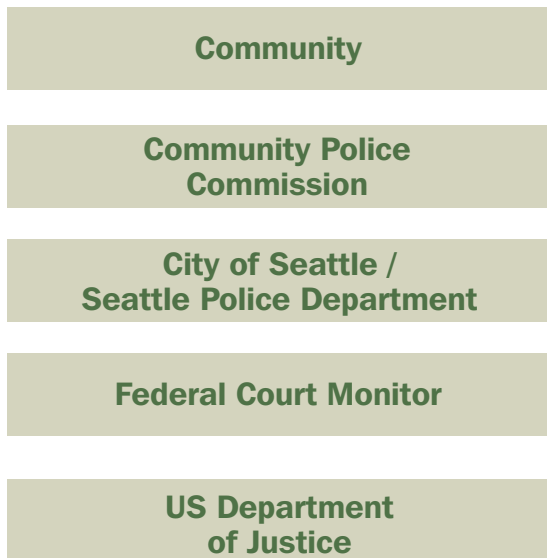 Community
Community Police
Commission
City of Seattle /
Seattle Police Department
Federal Court Monitor
US Department
of Justice